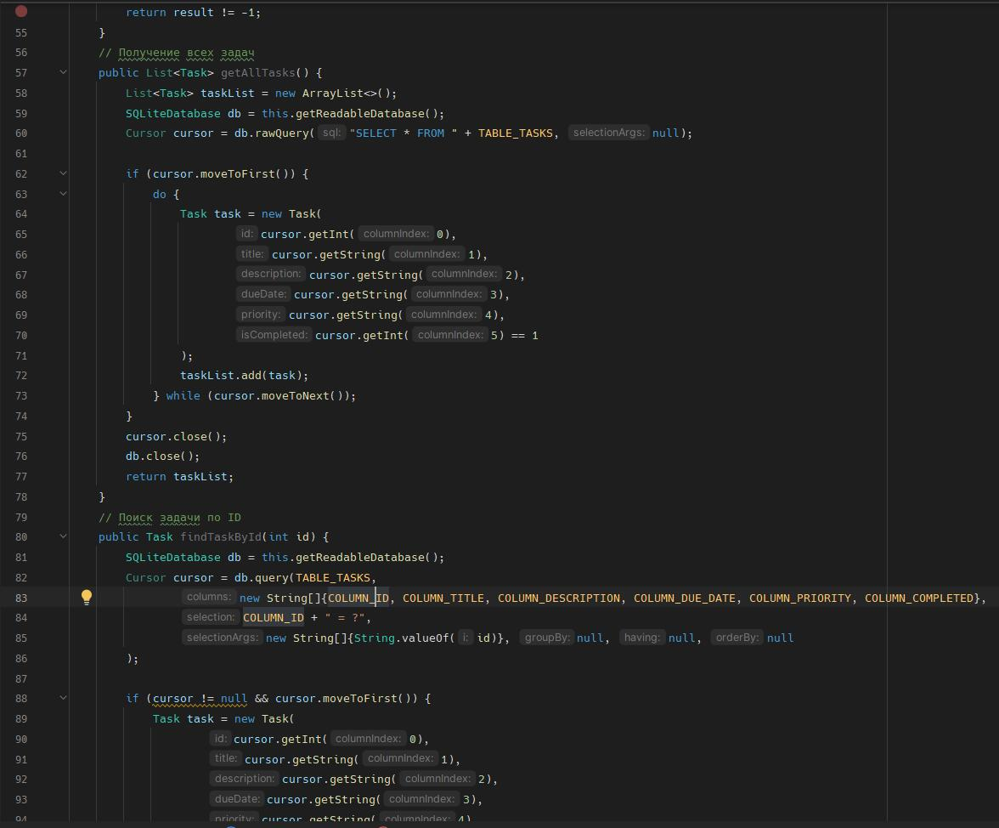 return result != -1;
55 }
56 // Получение всех задач
57 public List<Task> getAllTasks() {
58 List<Task> taskList = new ArrayList<>();
59 SQLiteDatabase db = this.getReadableDatabase();
60 Cursor cursor = db.rawQuery( sql: "SELECT * FROM " + TABLE_TASKS, selectionArgs: null);
61
62 if (cursor.moveToFirst()) {
63 do {
64 Task task = new Task(
65 id: cursor.getInt( columnIndex: 0),
66 title: cursor.getString( columnIndex: 1),
67 description: cursor.getString( columnIndex: 2),
68 dueDate: cursor.getString( columnIndex: 3),
69 priority: cursor.getString( columnIndex: 4),
70 isCompleted: cursor.getInt( columnIndex: 5) == 1
71 );
72 taskList.add(task);
73 } while (cursor.moveToNext());
74 }
75 cursor.close();
76 db.close();
77 return taskList;
78 }
79 // Поиск задачи по ID
80 public Task findTaskById(int id) {
81 SQLiteDatabase db = this.getReadableDatabase();
82 Cursor cursor = db.query(TABLE_TASKS,
83 columns: new String[]{COLUMN_ID, COLUMN_TITLE, COLUMN_DESCRIPTION, COLUMN_DUE_DATE, COLUMN_PRIORITY, COLUMN_COMPLETED},
84 selection: COLUMN_ID + " = ?",
85 selectionArgs: new String[]{String.valueOf( i: id)}, groupBy: null, having: null, orderBy: null
86 );
87
88 if (cursor != null && cursor.moveToFirst()) {
89 Task task = new Task(
90 id: cursor.getInt( columnIndex: 0),
91 title: cursor.getString( columnIndex: 1),
92 description: cursor.getString( columnIndex: 2),
93 dueDate: cursor.getString( columnIndex: 3),
94 priority: cursor.getString( columnIndex: 4)